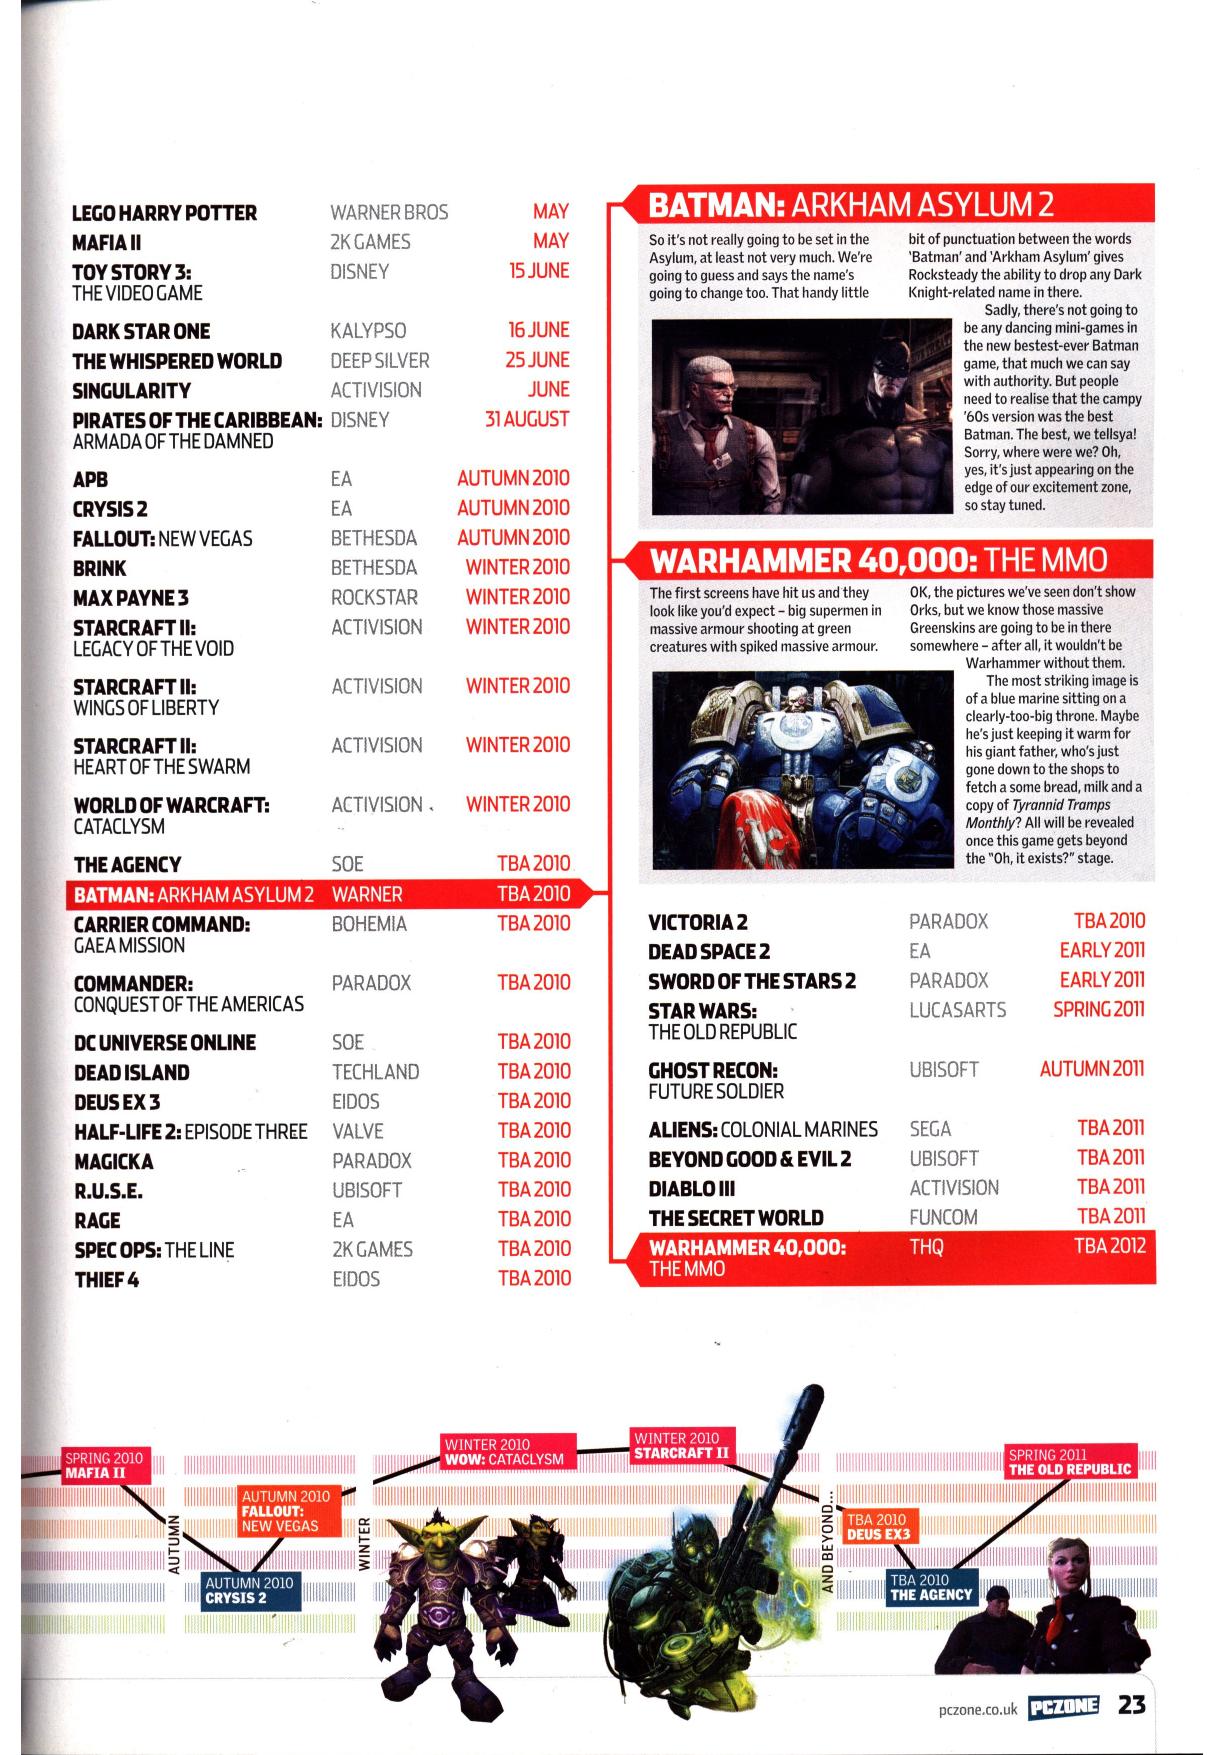 LEGO HARRY POTTER WARNER BROS MAY
MAFIA II 2K GAMES MAY
TOY STORY 3: DISNEY 15 JUNE
THE VIDEO GAME
DARK STAR ONE KALYPSO 16 JUNE
THE WHISPERED WORLD DEEP SILVER 25 JUNE
SINGULARITY ACTIVISION JUNE
PIRATES OF THE CARIBBEAN: DISNEY 31 AUGUST
ARMADA OF THE DAMNED
APB EA AUTUMN 2010
CRYSIS 2 EA AUTUMN 2010
FALLOUT: NEW VEGAS BETHESDA AUTUMN 2010
BRINK BETHESDA WINTER 2010
MAX PAYNE 3 ROCKSTAR WINTER 2010
STARCRAFT II: ACTIVISION WINTER 2010
LEGACY OF THE VOID
STARCRAFT II: ACTIVISION WINTER 2010
WINGS OF LIBERTY
STARCRAFT II: ACTIVISION WINTER 2010
HEART OF THE SWARM
WORLD OF WARCRAFT: ACTIVISION WINTER 2010
CATACLYSM
THE AGENCY SOE TBA 2010
BATMAN: ARKHAM ASYLUM 2 WARNER TBA 2010
CARRIER COMMAND: BOHEMIA TBA 2010
GAEA MISSION
COMMANDER: PARADOX TBA 2010
CONQUEST OF THE AMERICAS
DC UNIVERSE ONLINE SOE TBA 2010
DEAD ISLAND TECHLAND TBA 2010
DEUS EX 3 EIDOS TBA 2010
HALF-LIFE 2: EPISODE THREE VALVE TBA 2010
MAGICKA PARADOX TBA 2010
R.U.S.E. UBISOFT TBA 2010
RAGE EA TBA 2010
SPEC OPS: THE LINE 2K GAMES TBA 2010
THIEF 4 EIDOS TBA 2010
BATMAN: ARKHAM ASYLUM 2
So it's not really going to be set in the
Asylum, at least not very much. We're
going to guess and says the name's
going to change too. That handy little
bit of punctuation between the words
'Batman' and 'Arkham Asylum' gives
Rocksteady the ability to drop any Dark
Knight-related name in there.
Sadly, there's not going to
be any dancing mini-games in
the new bestest-ever Batman
game, that much we can say
with authority. But people
need to realise that the campy
'60s version was the best
Batman. The best, we tellsya!
Sorry, where were we? Oh,
yes, it's just appearing on the
edge of our excitement zone,
so stay tuned.
WARHAMMER 40,000: THE MMO
The first screens have hit us and they
look like you'd expect – big supermen in
massive armour shooting at green
creatures with spiked massive armour.
OK, the pictures we've seen don't show
Orks, but we know those massive
Greenskins are going to be in there
somewhere – after all, it wouldn't be
Warhammer without them.
The most striking image is
of a blue marine sitting on a
clearly-too-big throne. Maybe
he's just keeping it warm for
his giant father, who's just
gone down to the shops to
fetch a some bread, milk and a
copy of Tyrannid Tramps
Monthly? All will be revealed
once this game gets beyond
the "Oh, it exists?" stage.
VICTORIA 2 PARADOX TBA 2010
DEAD SPACE 2 EA EARLY 2011
SWORD OF THE STARS 2 PARADOX EARLY 2011
STAR WARS: LUCASARTS SPRING 2011
THE OLD REPUBLIC
GHOST RECON: UBISOFT AUTUMN 2011
FUTURE SOLDIER
ALIENS: COLONIAL MARINES SEGA TBA 2011
BEYOND GOOD & EVIL 2 UBISOFT TBA 2011
DIABLO III ACTIVISION TBA 2011
THE SECRET WORLD FUNCOM TBA 2011
WARHAMMER 40,000: THQ TBA 2012
THE MMO
SPRING 2010
MAFIA II
AUTUMN
AUTUMN 2010
CRYSIS 2
AUTUMN 2010
FALLOUT:
NEW VEGAS
WINTER
WINTER 2010
WOW: CATACLYSM
WINTER 2010
STARCRAFT II
AND BEYOND...
TBA 2010
DEUS EX3
TBA 2010
THE AGENCY
SPRING 2011
THE OLD REPUBLIC
pczone.co.uk PCZONE 23